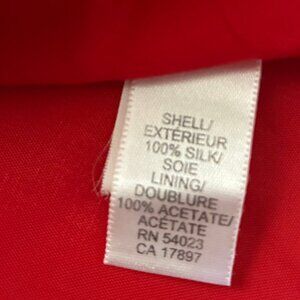 SHELL/
EXTÉRIEUR
100% SILK/
SOIE
LINING/
DOUBLURE
100% ACETATE/
ACÉTATE
RN 54023
CA 17897